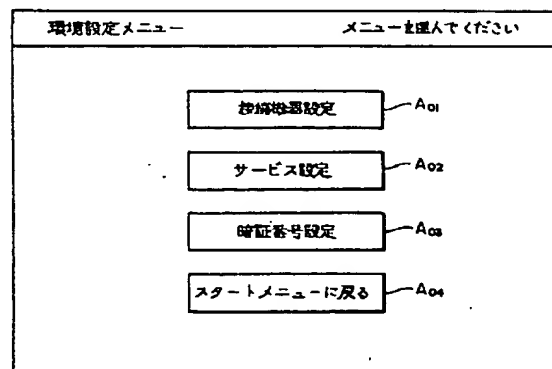 環境設定メニュー メニューを選んでください
接続機器設定 A01
サービス設定 A02
暗証番号設定 A03
スタートメニューに戻る A04